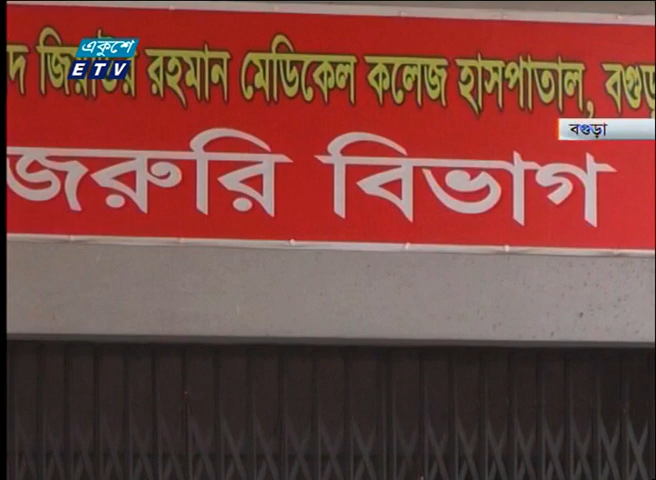 একুশে
ETV
দ জিয়াউর রহমান মেডিকেল কলেজ হাসপাতাল, বগুড়
বগুড়া
জরুরি বিভাগ